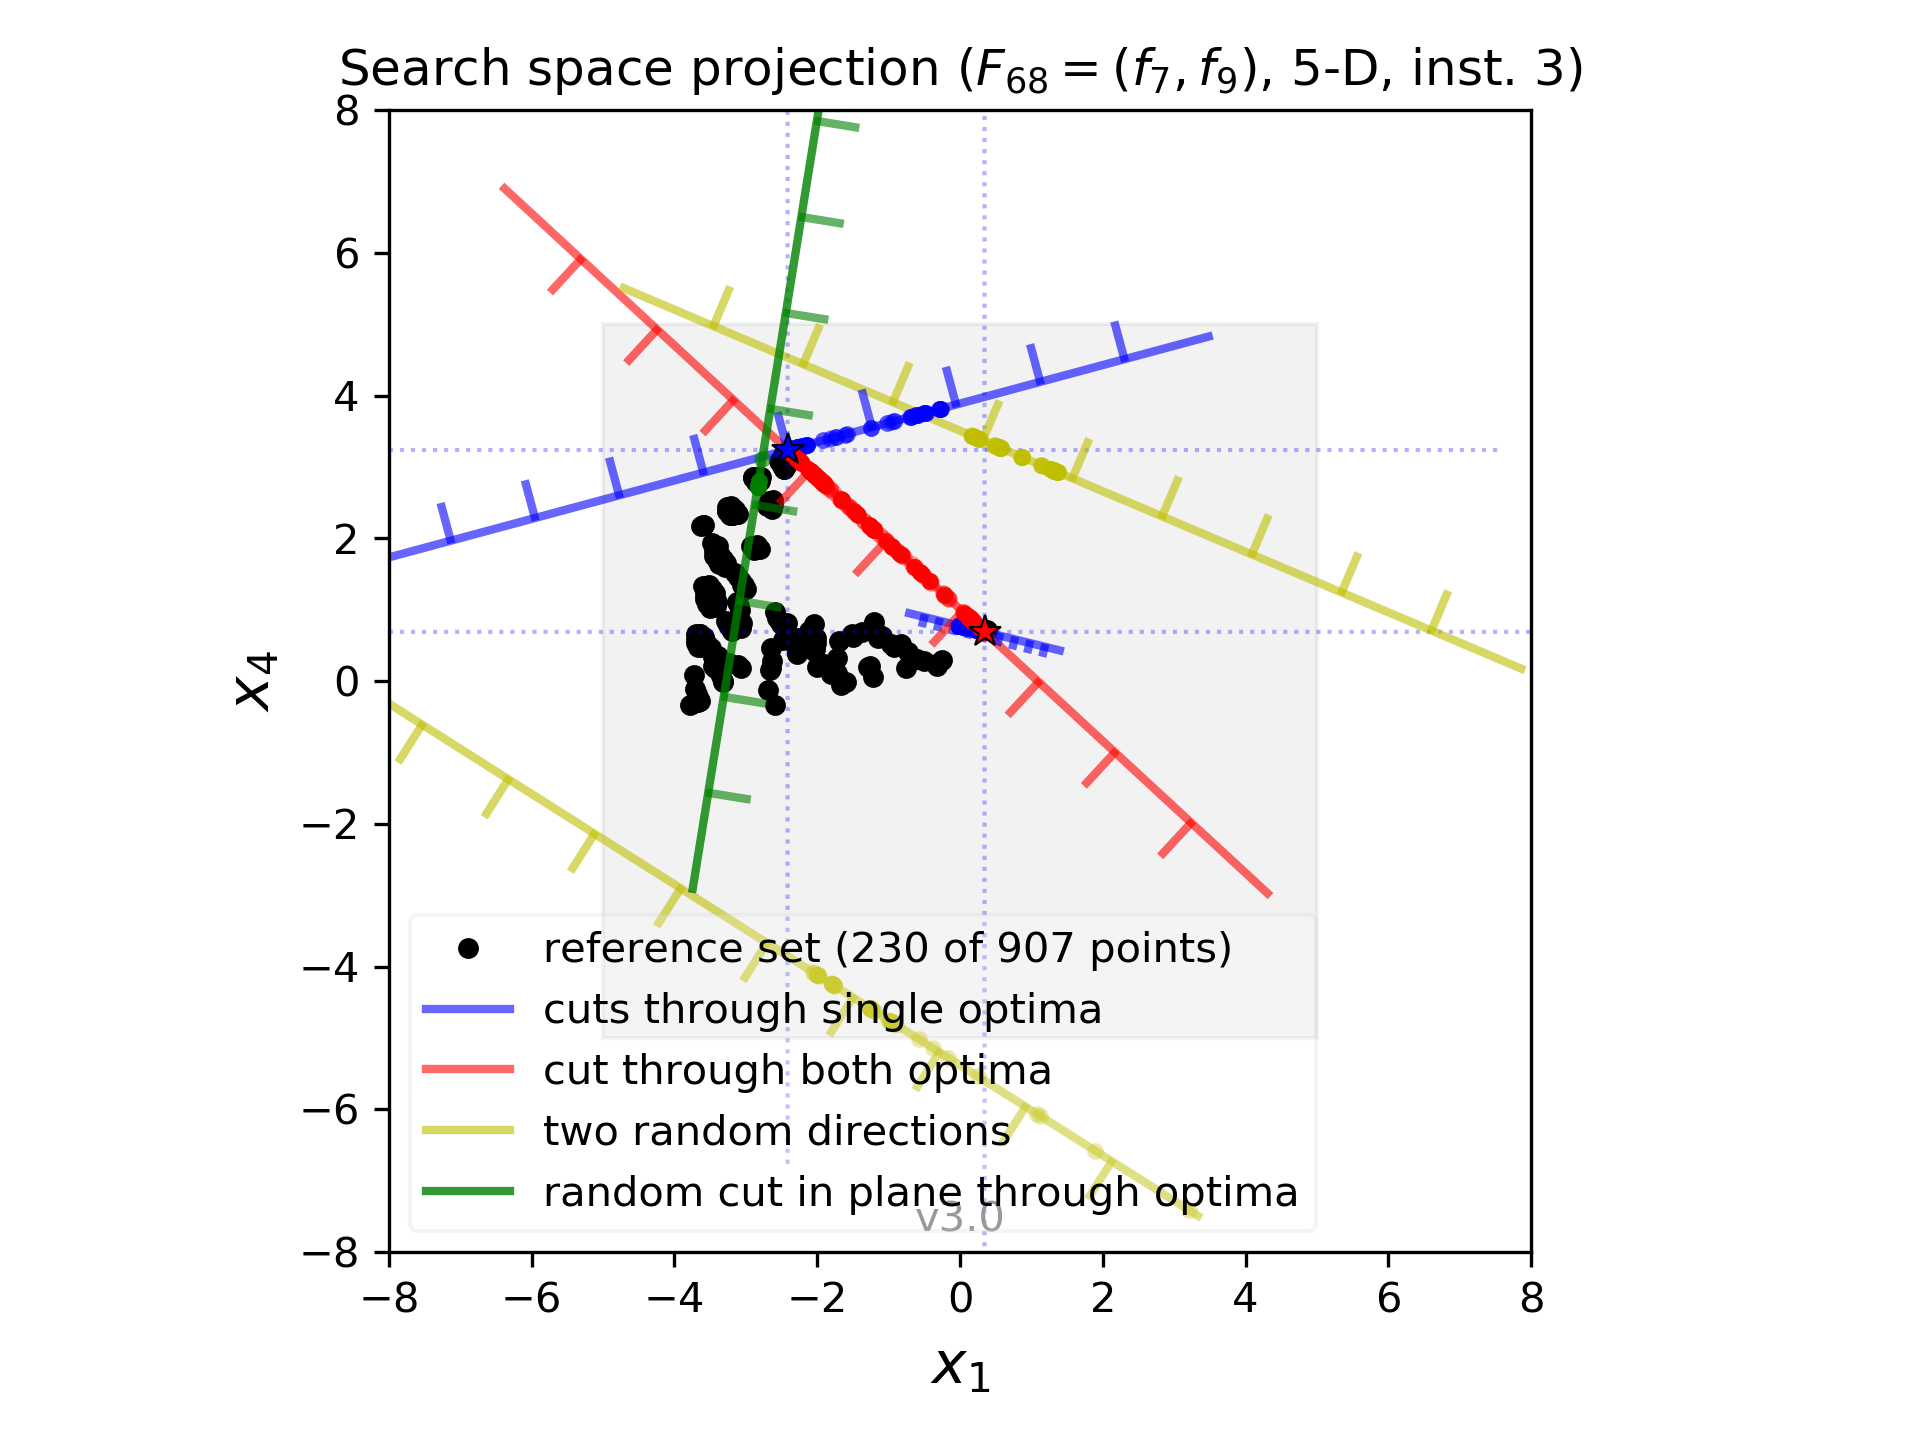 Search space projection (F₆₈ = (f₇, f₉), 5-D, inst. 3)
8
6
4
2
0
−2
−4
−6
−8
x₄
reference set (230 of 907 points)
cuts through single optima
cut through both optima
two random directions
random cut in plane through optima
v3.0
−8 −6 −4 −2 0 2 4 6 8
x₁